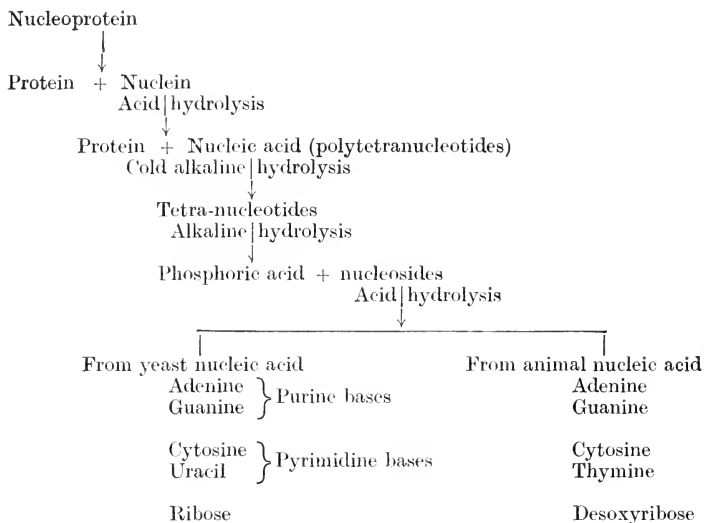 Nucleoprotein
Protein + Nuclein
Acid hydrolysis
Protein + Nucleic acid (polytetranucleotides)
Cold alkaline hydrolysis
Tetra-nucleotides
Alkaline hydrolysis
Phosphoric acid + nucleosides
Acid hydrolysis
From yeast nucleic acid From animal nucleic acid
Adenine } Purine bases Adenine
Guanine Guanine
Cytosine } Pyrimidine bases Cytosine
Uracil Thymine
Ribose Desoxyribose